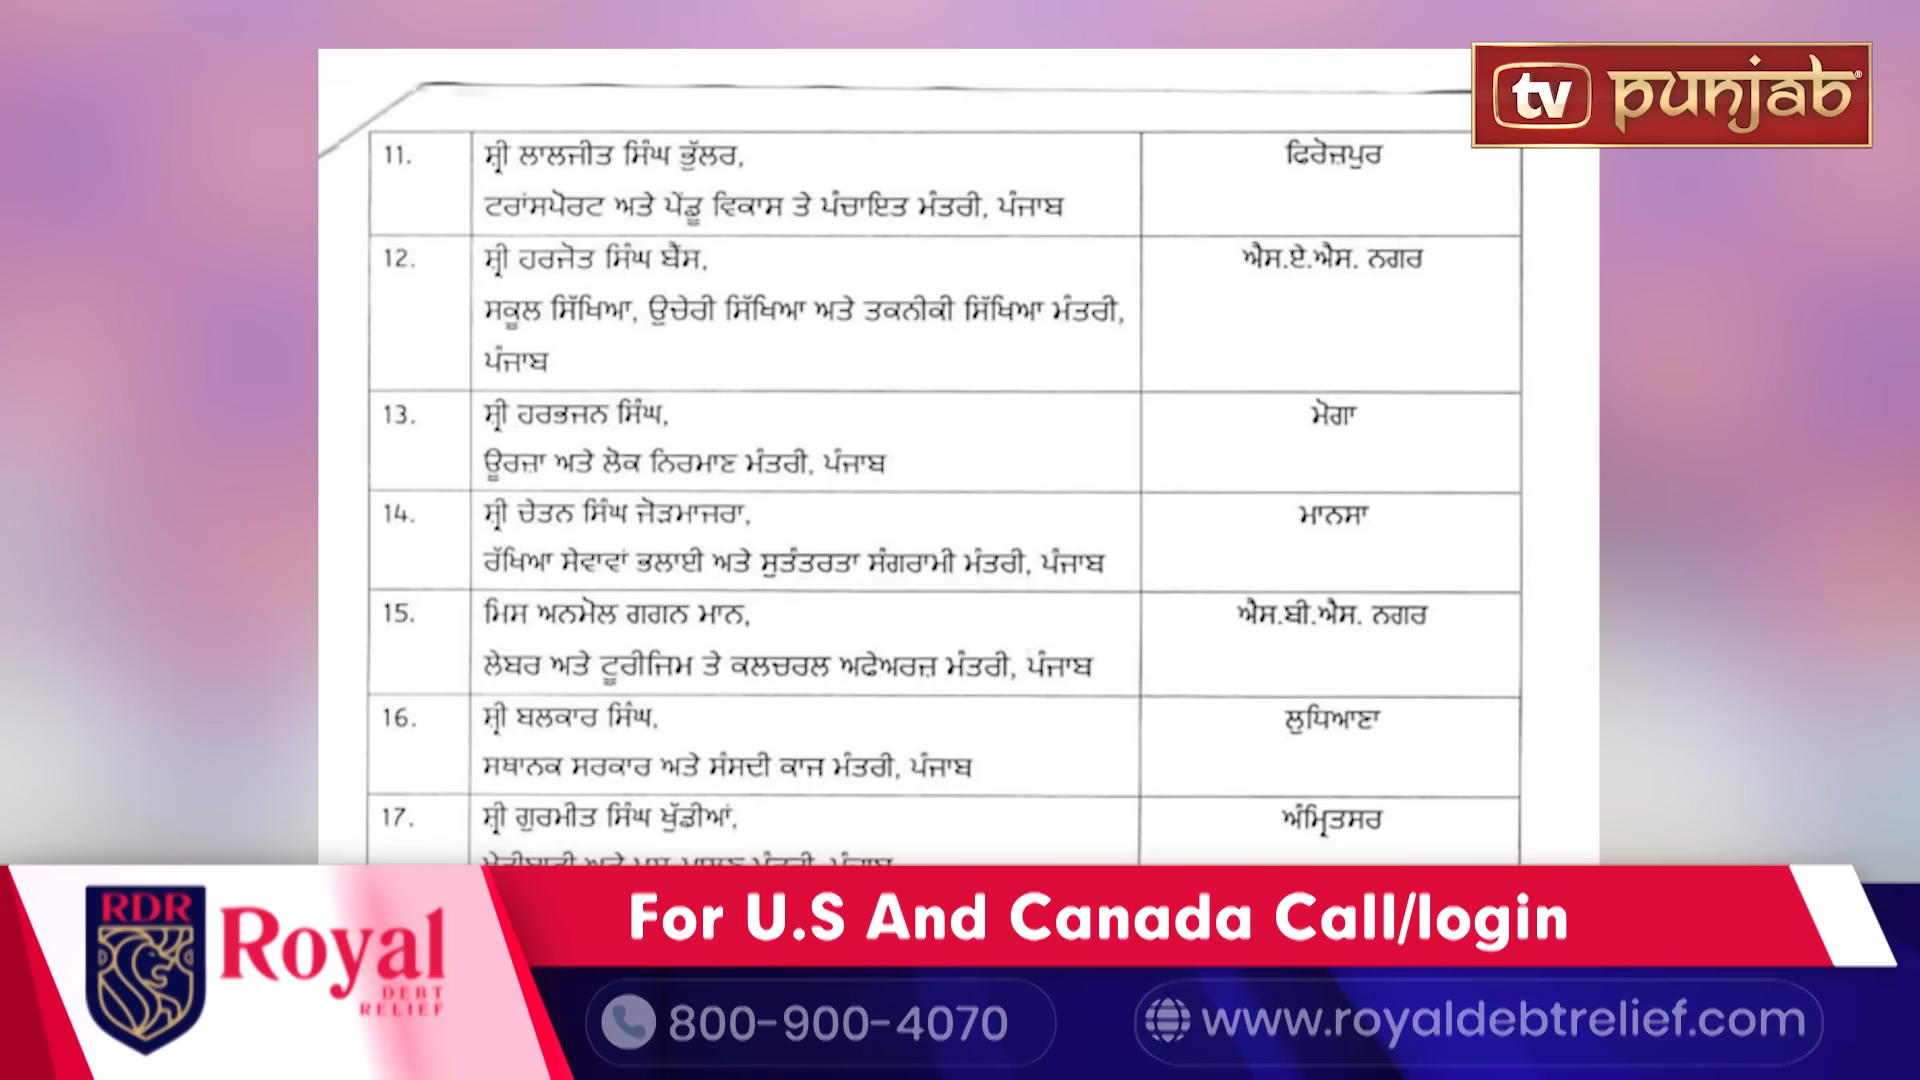 tv punjab
11. ਸ਼੍ਰੀ ਲਾਲਜੀਤ ਸਿੰਘ ਭੁੱਲਰ, ਫਿਰੋਜ਼ਪੁਰ
ਟਰਾਂਸਪੋਰਟ ਅਤੇ ਪੇਂਡੂ ਵਿਕਾਸ ਤੇ ਪੰਚਾਇਤ ਮੰਤਰੀ, ਪੰਜਾਬ
12. ਸ਼੍ਰੀ ਹਰਜੋਤ ਸਿੰਘ ਬੈਂਸ, ਐਸ.ਏ.ਐਸ. ਨਗਰ
ਸਕੂਲ ਸਿੱਖਿਆ, ਉਚੇਰੀ ਸਿੱਖਿਆ ਅਤੇ ਤਕਨੀਕੀ ਸਿੱਖਿਆ ਮੰਤਰੀ,
ਪੰਜਾਬ
13. ਸ਼੍ਰੀ ਹਰਭਜਨ ਸਿੰਘ, ਮੋਗਾ
ਊਰਜਾ ਅਤੇ ਲੋਕ ਨਿਰਮਾਣ ਮੰਤਰੀ, ਪੰਜਾਬ
14. ਸ਼੍ਰੀ ਚੇਤਨ ਸਿੰਘ ਜੋੜਮਾਜਰਾ, ਮਾਨਸਾ
ਰੱਖਿਆ ਸੇਵਾਵਾਂ ਭਲਾਈ ਅਤੇ ਸੁਤੰਤਰਤਾ ਸੰਗਰਾਮੀ ਮੰਤਰੀ, ਪੰਜਾਬ
15. ਮਿਸ ਅਨਮੋਲ ਗਗਨ ਮਾਨ, ਐਸ.ਬੀ.ਐਸ. ਨਗਰ
ਲੇਬਰ ਅਤੇ ਟੂਰੀਜਿਮ ਤੇ ਕਲਚਰਲ ਅਫੇਅਰਜ਼ ਮੰਤਰੀ, ਪੰਜਾਬ
16. ਸ਼੍ਰੀ ਬਲਕਾਰ ਸਿੰਘ, ਲੁਧਿਆਣਾ
ਸਥਾਨਕ ਸਰਕਾਰ ਅਤੇ ਸੰਸਦੀ ਕਾਜ ਮੰਤਰੀ, ਪੰਜਾਬ
17. ਸ਼੍ਰੀ ਗੁਰਮੀਤ ਸਿੰਘ ਖੁੱਡੀਆਂ, ਅੰਮ੍ਰਿਤਸਰ
RDR Royal
DEBT
RELIEF
For U.S And Canada Call/login
800-900-4070 www.royaldebtrelief.com